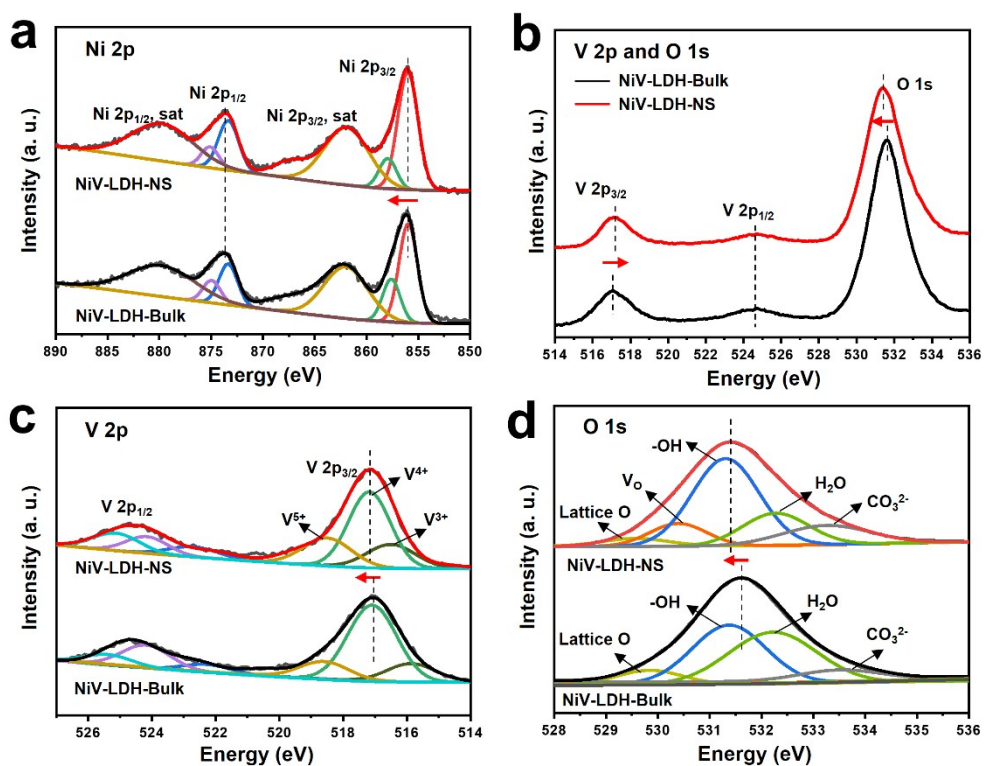 a
Ni 2p
Ni 2p3/2
Ni 2p1/2
Ni 2p1/2, sat
Ni 2p3/2, sat
NiV-LDH-NS
NiV-LDH-Bulk
Intensity (a. u.)
890 885 880 875 870 865 860 855 850
Energy (eV)
b
V 2p and O 1s
NiV-LDH-Bulk
NiV-LDH-NS
O 1s
V 2p3/2
V 2p1/2
Intensity (a. u.)
514 516 518 520 522 524 526 528 530 532 534 536
Energy (eV)
c
V 2p
V 2p3/2
V4+
V 2p1/2
V5+
V3+
NiV-LDH-NS
NiV-LDH-Bulk
Intensity (a. u.)
526 524 522 520 518 516 514
Energy (eV)
d
O 1s
-OH
VO
H2O
Lattice O
CO32-
NiV-LDH-NS
-OH
H2O
Lattice O
CO32-
NiV-LDH-Bulk
Intensity (a. u.)
528 529 530 531 532 533 534 535 536
Energy (eV)